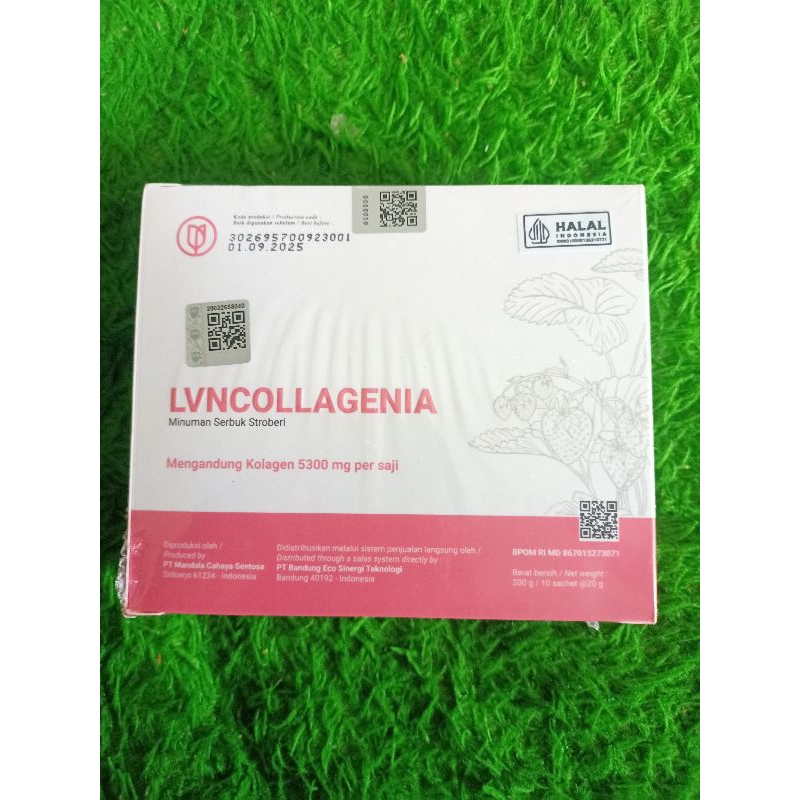 Kode produksi / Production code :
Baik digunakan sebelum / Best before :
302695700923001
01.09.2025
HALAL
INDONESIA
LVNCOLLAGENIA
Minuman Serbuk Stroberi
Mengandung Kolagen 5300 mg per saji
Diproduksi oleh /
Produced by :
PT Mandala Cahaya Sentosa
Sidoarjo 61234 - Indonesia
Didistribusikan melalui sistem penjualan langsung oleh /
Distributed through a sales system directly by :
PT Bandung Eco Sinergi Teknologi
Bandung 40192 - Indonesia
BPOM RI MD 867013273071
Berat bersih / Net weight :
200 g / 10 sachet @20 g